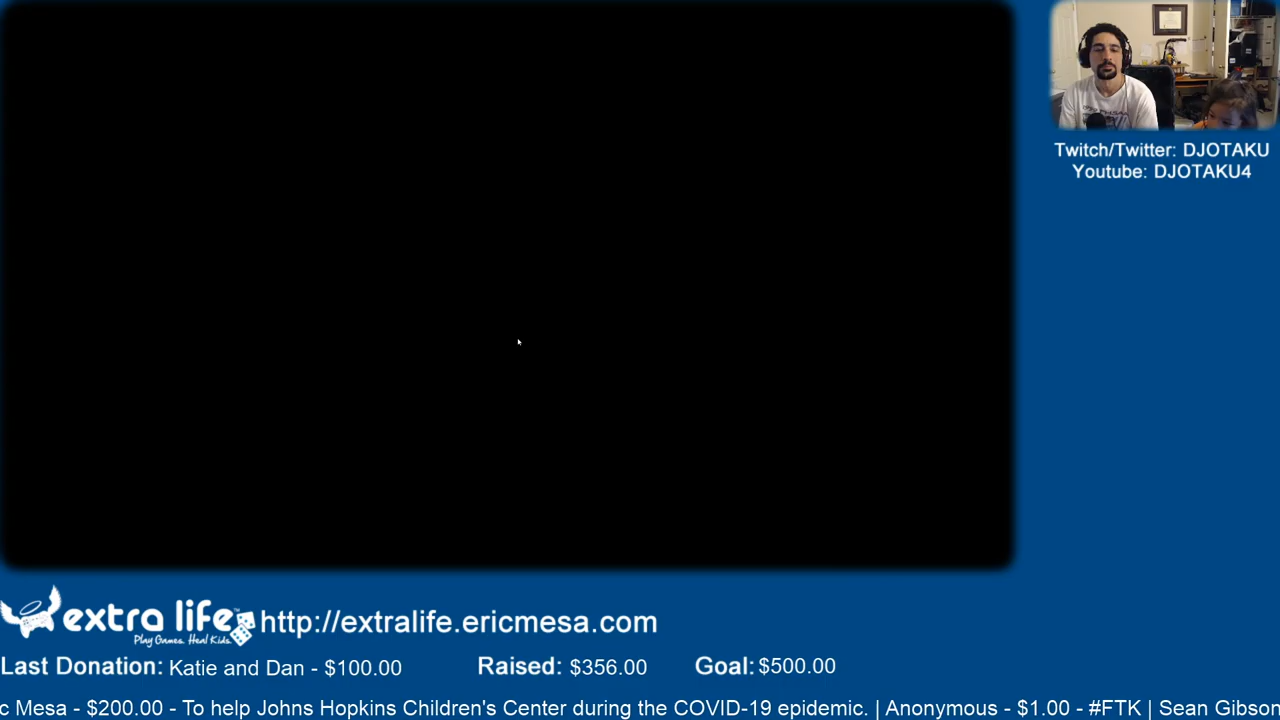 Twitch/Twitter: DJOTAKU
Youtube: DJOTAKU4
extra life
Play Games. Heal Kids.
http://extralife.ericmesa.com
Last Donation: Katie and Dan - $100.00 Raised: $356.00 Goal: $500.00
c Mesa - $200.00 - To help Johns Hopkins Children's Center during the COVID-19 epidemic. | Anonymous - $1.00 - #FTK | Sean Gibson